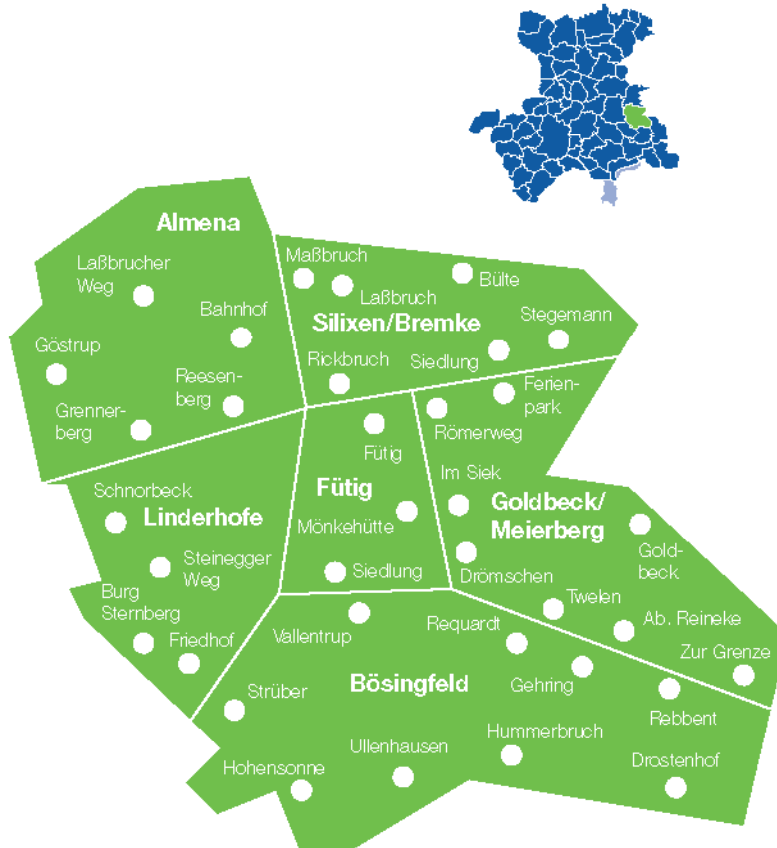 Almena
Laßbrucher
Weg
Bahnhof
Göstrup
Reesen-
berg
Grenner-
berg
Maßbruch
Laßbruch
Bülte
Silixen/Bremke
Stegemann
Rickbruch
Siedlung
Ferien-
park
Römerweg
Fütig
Im Siek
Fütig
Goldbeck/
Meierberg
Mönkehütte
Gold-
beck
Siedlung
Drömschen
Twelen
Ab. Reineke
Zur Grenze
Schnorbeck
Linderhofe
Steinegger
Weg
Burg
Sternberg
Friedhof
Vallentrup
Requardt
Strüber
Bösingfeld
Gehring
Rebbent
Ullenhausen
Hummerbruch
Hohensonne
Drostenhof